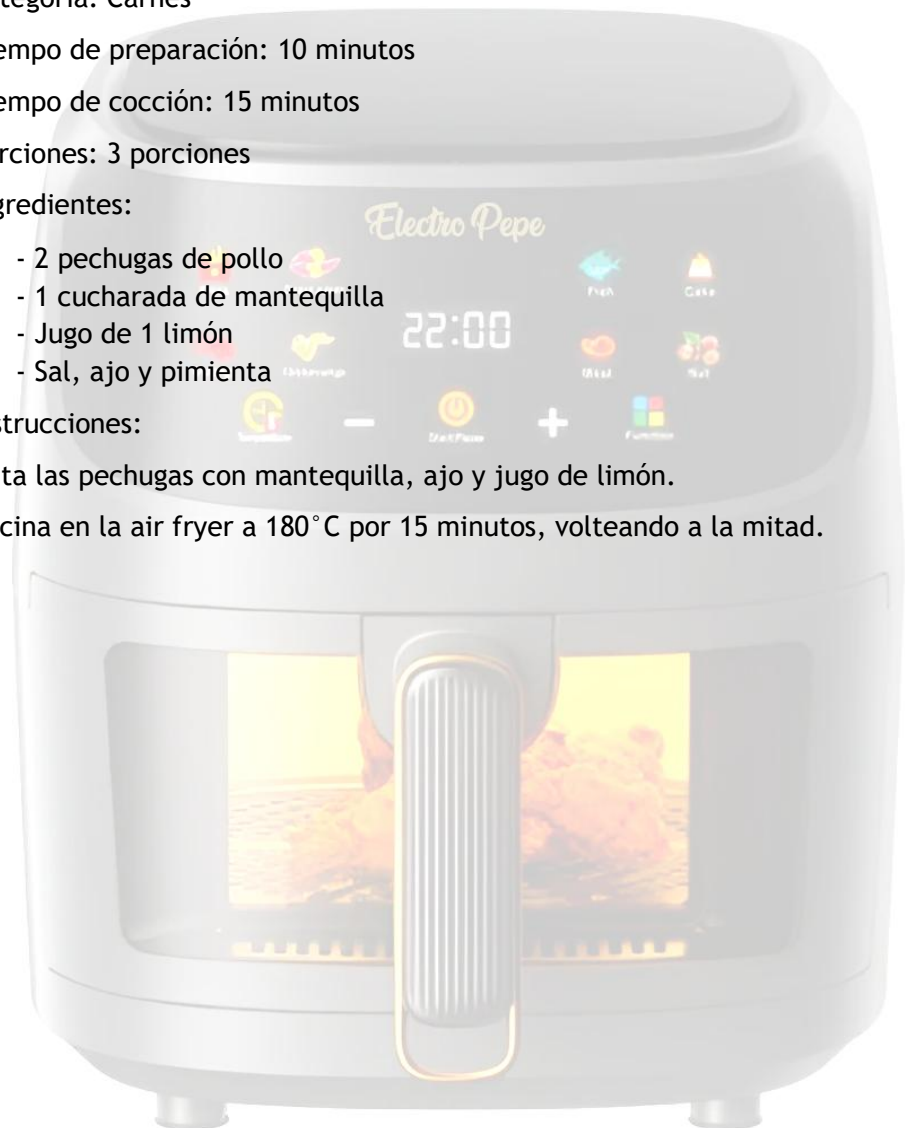 tegoría: Carnes
empo de preparación: 10 minutos
empo de cocción: 15 minutos
rciones: 3 porciones
gredientes:
Electro Pepe
- 2 pechugas de pollo
- 1 cucharada de mantequilla
- Jugo de 1 limón
- Sal, ajo y pimienta
Fish
Cake
22:00
strucciones:
ta las pechugas con mantequilla, ajo y jugo de limón.
cina en la air fryer a 180°C por 15 minutos, volteando a la mitad.